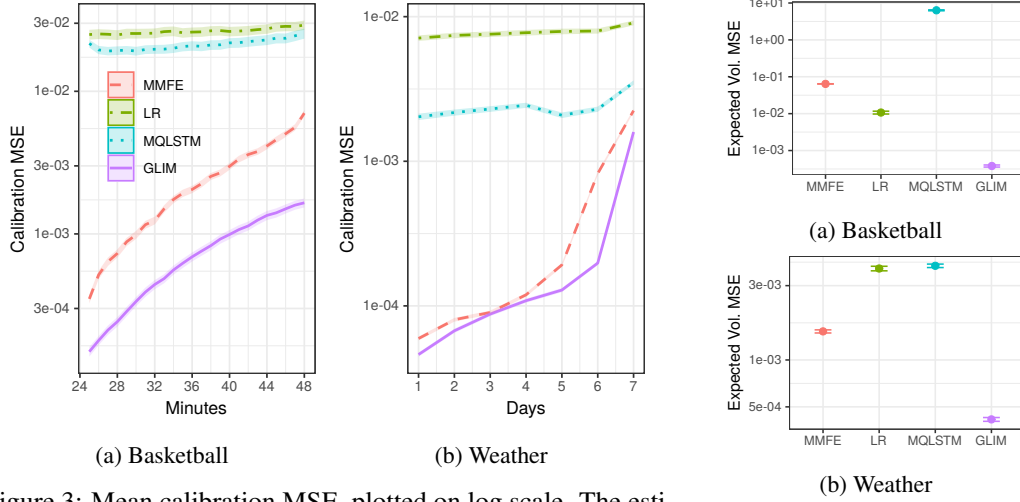 Calibration MSE
3e-02
1e-02
3e-03
1e-03
3e-04
MMFE
LR
MQLSTM
GLIM
24 28 32 36 40 44 48
Minutes
(a) Basketball
Calibration MSE
1e-02
1e-03
1e-04
1 2 3 4 5 6 7
Days
(b) Weather
Expected Vol. MSE
1e+01
1e+00
1e-01
1e-02
1e-03
MMFE LR MQLSTM GLIM
(a) Basketball
Expected Vol. MSE
3e-03
1e-03
5e-04
MMFE LR MQLSTM GLIM
(b) Weather
igure 3: Mean calibration MSE, plotted on log scale. The esti